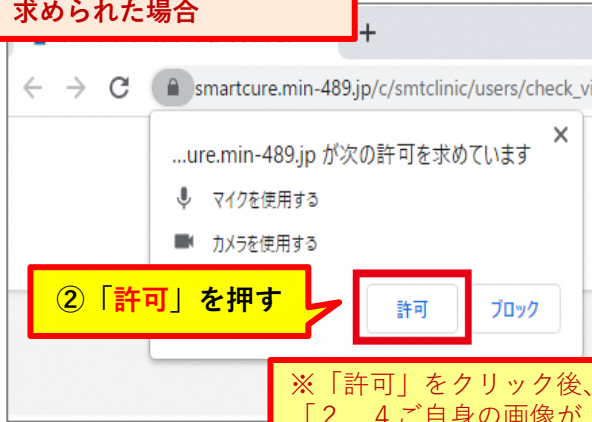 求められた場合
smartcure.min-489.jp/c/smtclinic/users/check_vi
...ure.min-489.jp が次の許可を求めています
マイクを使用する
カメラを使用する
②「許可」を押す
許可
ブロック
※「許可」をクリック後、
「２．４ご自身の画像が